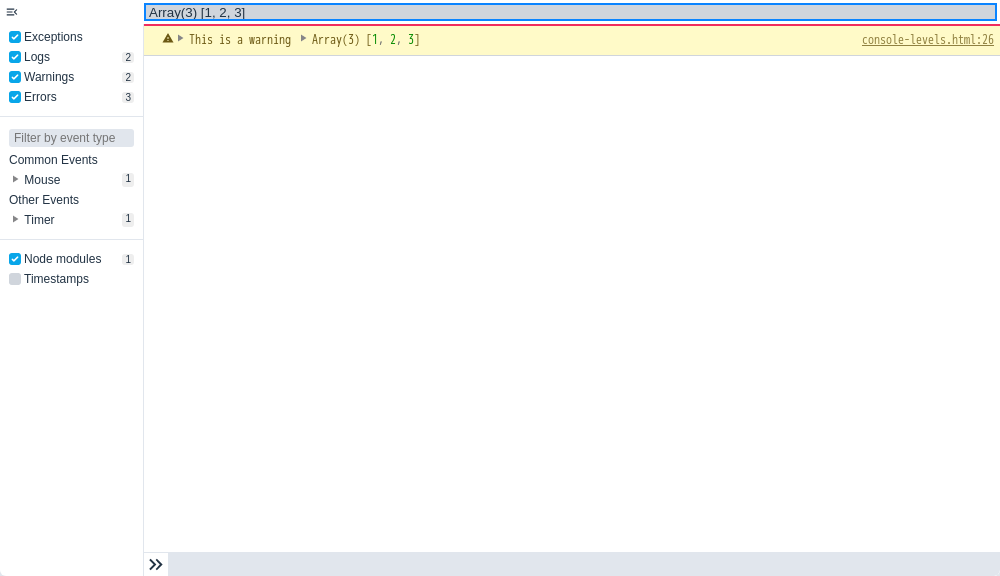 Array(3) [1, 2, 3]
Exceptions
Logs 2
Warnings 2
Errors 3
Filter by event type
Common Events
Mouse 1
Other Events
Timer 1
Node modules 1
Timestamps
This is a warning Array(3) [1, 2, 3] console-levels.html:26